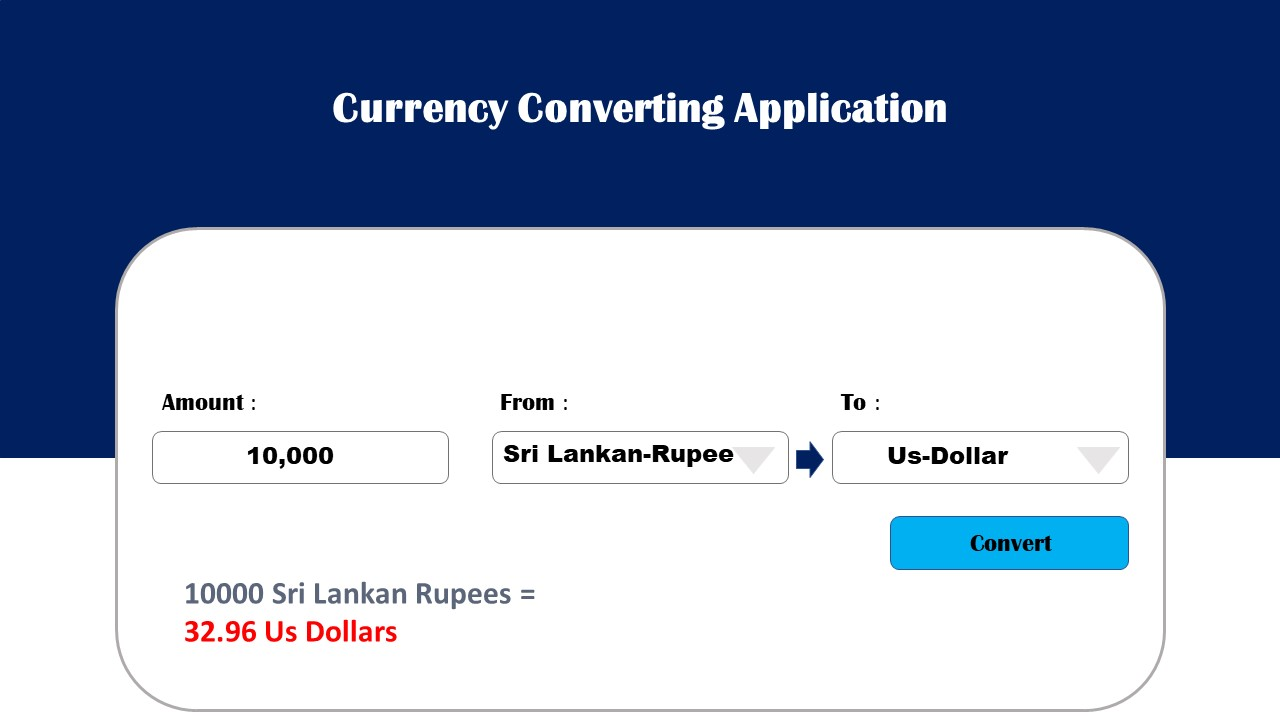 Currency Converting Application
Amount :
From :
To :
10,000
Sri Lankan-Rupee
Us-Dollar
Convert
10000 Sri Lankan Rupees =
32.96 Us Dollars